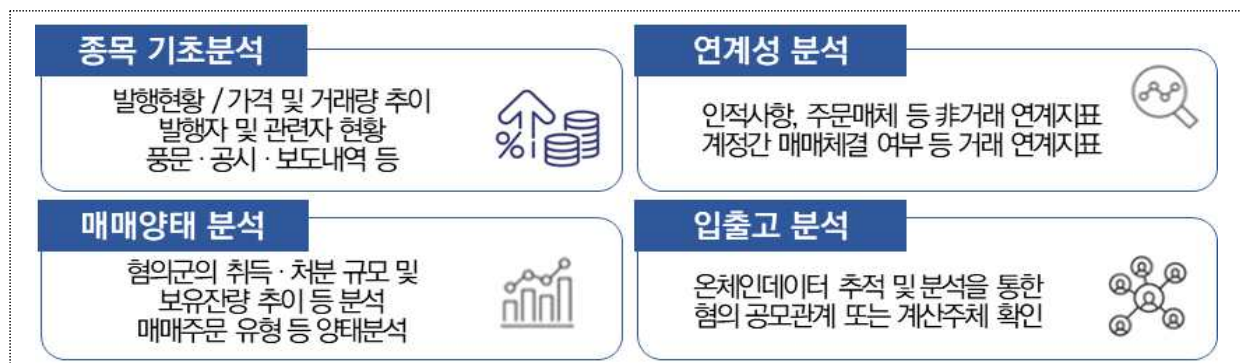 종목 기초분석
발행현황 / 가격 및 거래량 추이
발행자 및 관련자 현황
풍문 · 공시 · 보도내역 등
%
연계성 분석
인적사항, 주문매체 등 非거래 연계지표
계정간 매매체결 여부 등 거래 연계지표
매매양태 분석
혐의군의 취득 · 처분 규모 및
보유잔량 추이 등 분석
매매주문 유형 등 양태분석
입출고 분석
온체인데이터 추적 및 분석을 통한
혐의 공모관계 또는 계산주체 확인